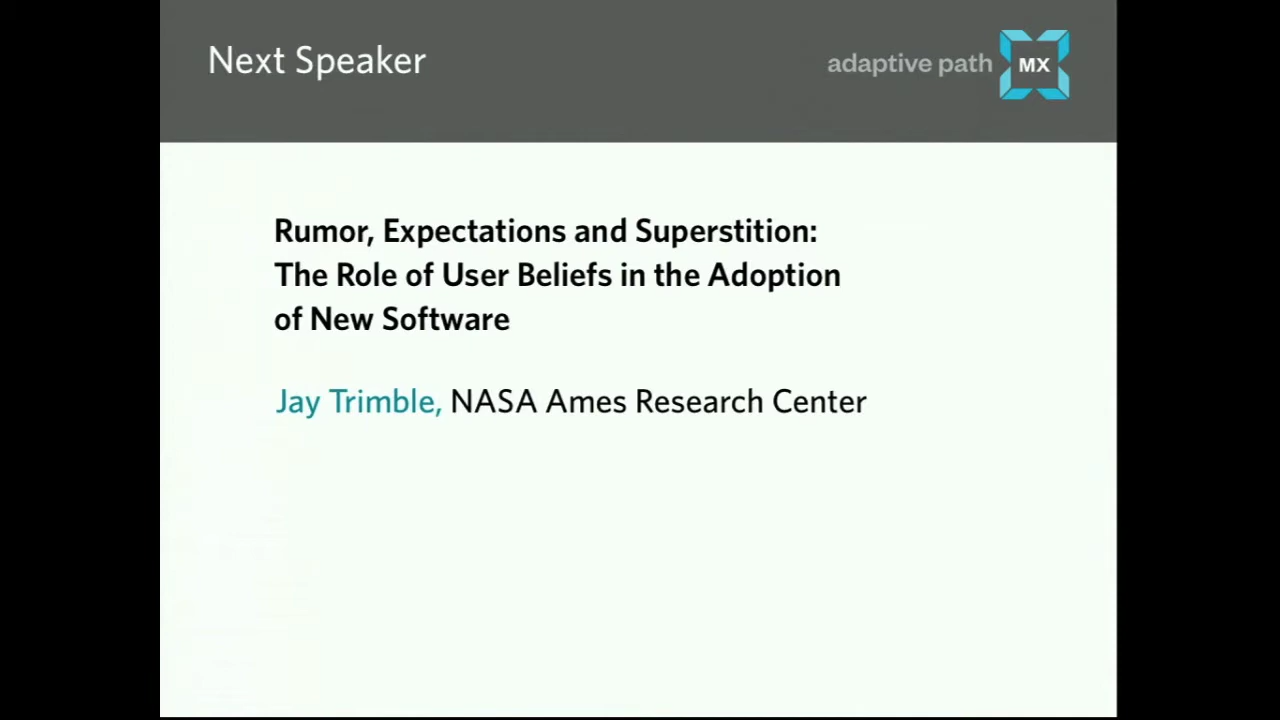 Next Speaker
adaptive path MX
Rumor, Expectations and Superstition:
The Role of User Beliefs in the Adoption
of New Software
Jay Trimble, NASA Ames Research Center